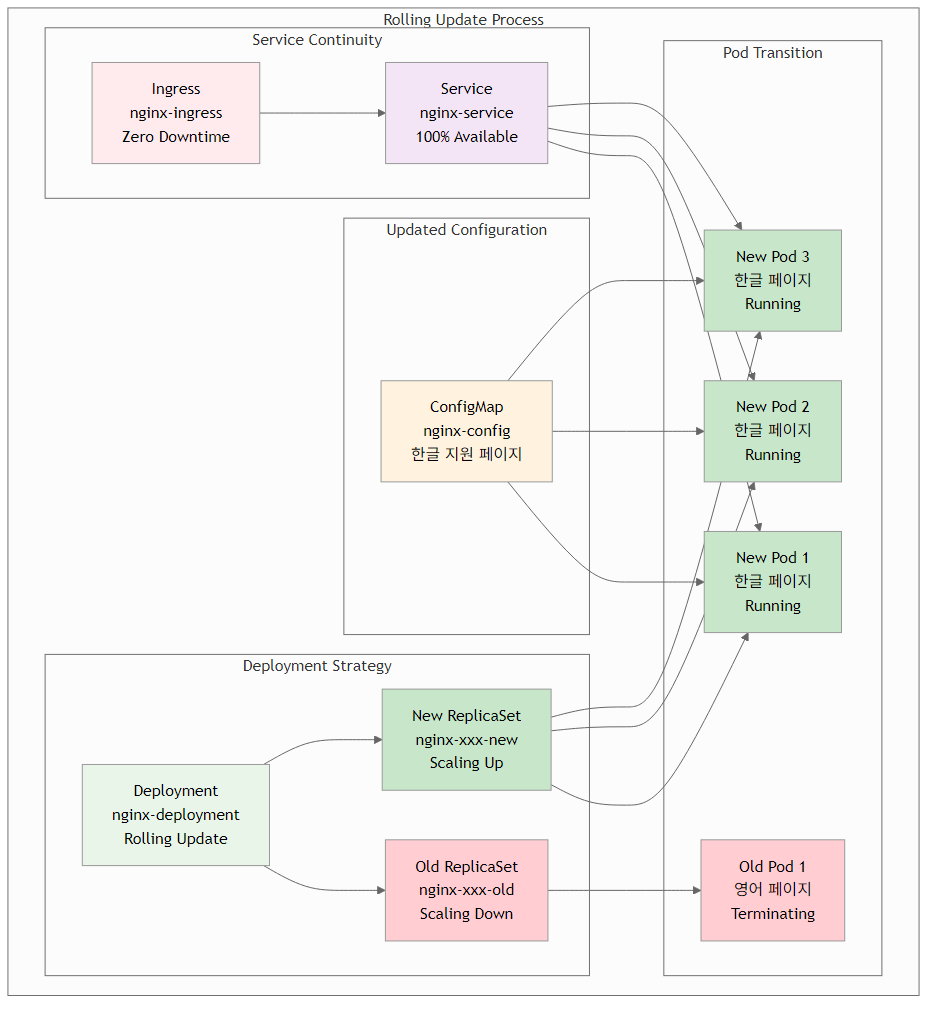 Rolling Update Process
Service Continuity
Ingress
nginx-ingress
Zero Downtime
Service
nginx-service
100% Available
Pod Transition
New Pod 3
한글 페이지
Running
New Pod 2
한글 페이지
Running
New Pod 1
한글 페이지
Running
Old Pod 1
영어 페이지
Terminating
Updated Configuration
ConfigMap
nginx-config
한글 지원 페이지
Deployment Strategy
Deployment
nginx-deployment
Rolling Update
New ReplicaSet
nginx-xxx-new
Scaling Up
Old ReplicaSet
nginx-xxx-old
Scaling Down